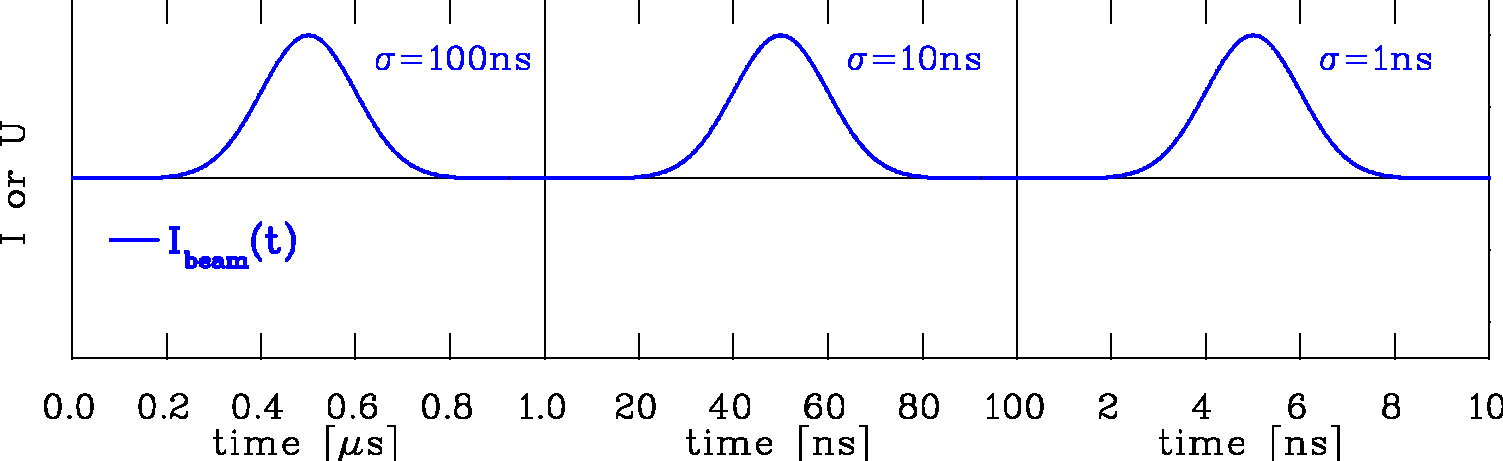 σ=100ns
σ=10ns
σ=1ns
I or U
I_beam(t)
0.0 0.2 0.4 0.6 0.8 1.0 20 40 60 80 100 2 4 6 8 10
time [μs] time [ns] time [ns]